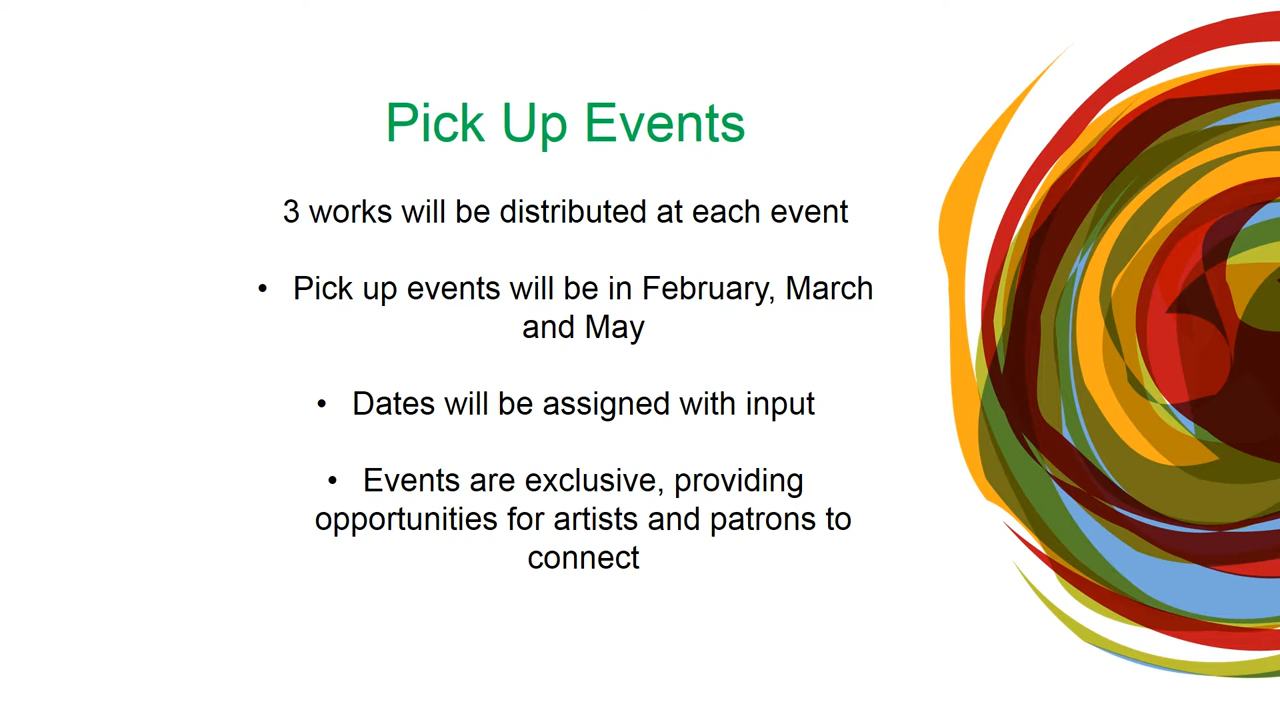 Pick Up Events
3 works will be distributed at each event
• Pick up events will be in February, March
and May
• Dates will be assigned with input
• Events are exclusive, providing
opportunities for artists and patrons to
connect